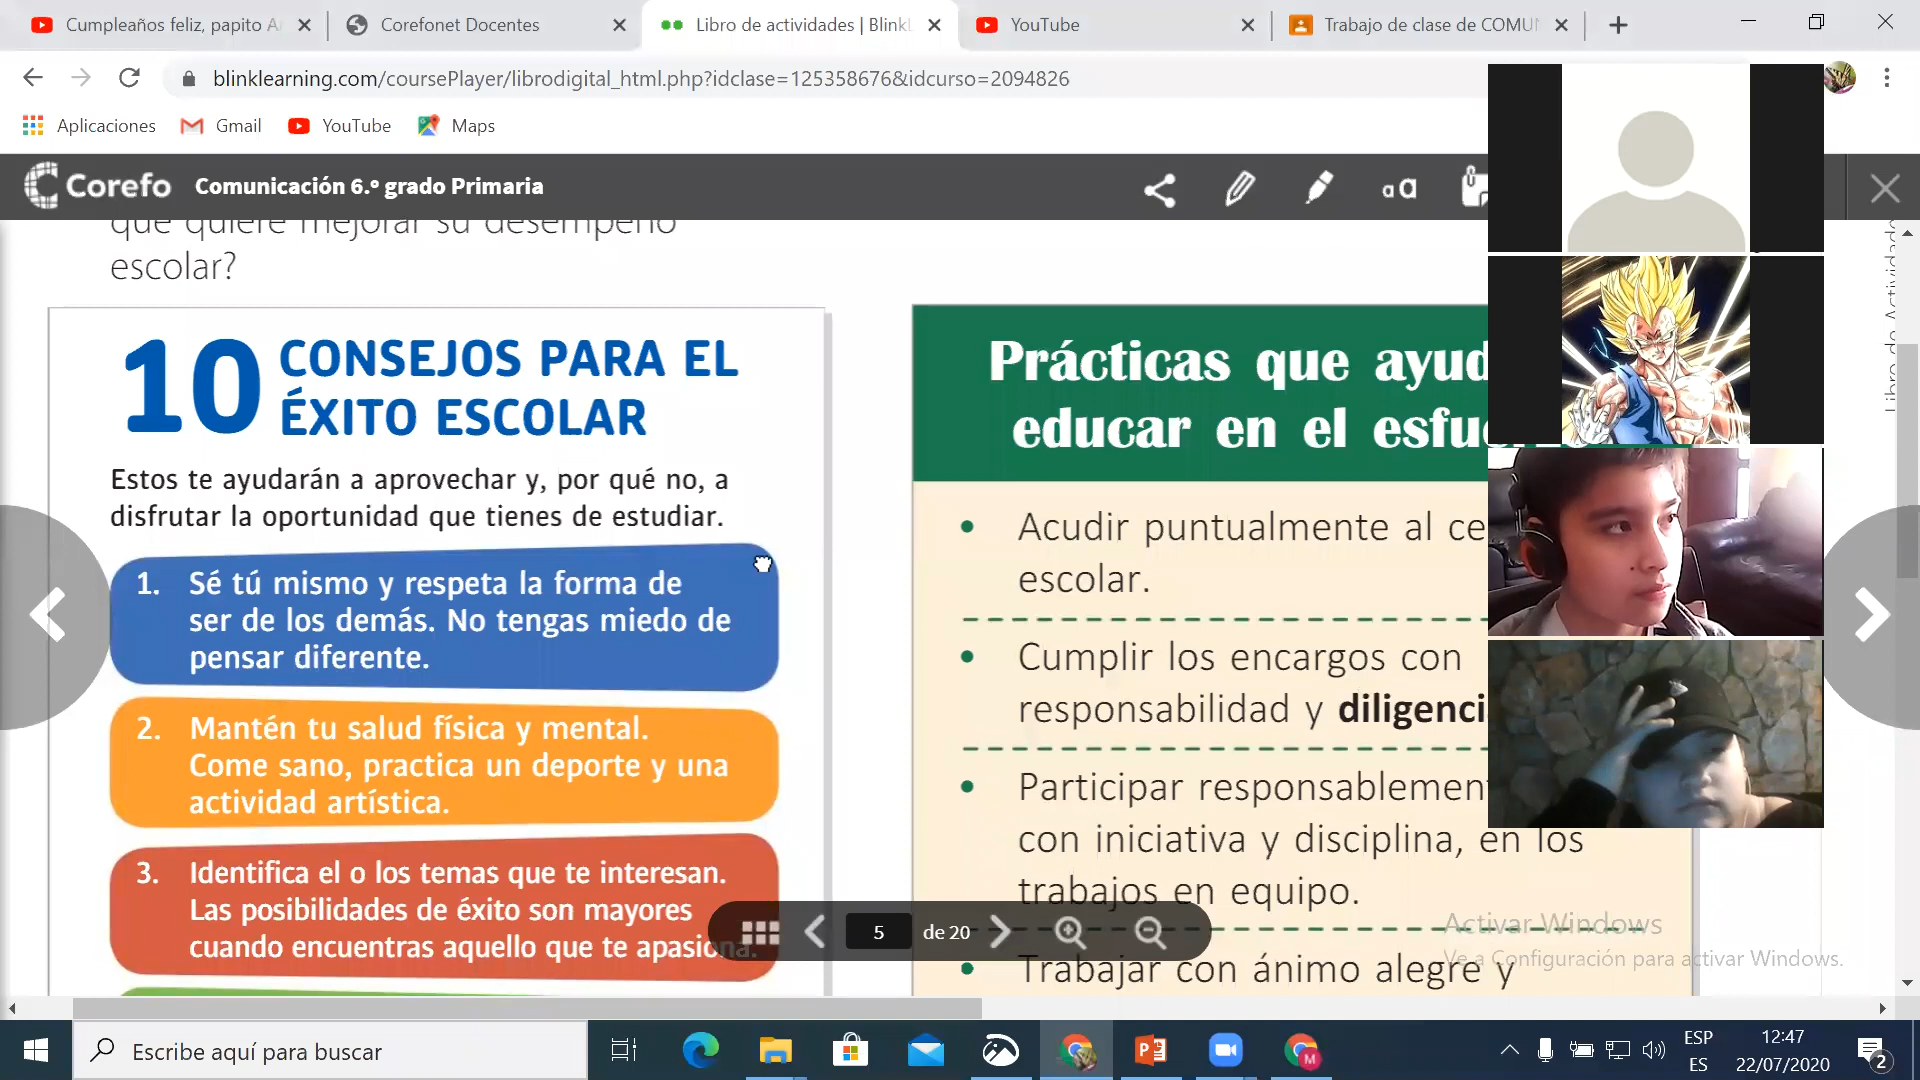 Cumpleaños feliz, papito A
Corefonet Docentes
Libro de actividades | BlinkL
YouTube
Trabajo de clase de COMU
blinklearning.com/coursePlayer/librodigital_html.php?idclase=125358676&idcurso=2094826
Aplicaciones
Gmail
YouTube
Maps
Corefo
Comunicación 6.º grado Primaria
aa
que quiere mejorar su desempeño
escolar?
10 CONSEJOS PARA EL
ÉXITO ESCOLAR
Estos te ayudarán a aprovechar y, por qué no, a
disfrutar la oportunidad que tienes de estudiar.
1. Sé tú mismo y respeta la forma de
ser de los demás. No tengas miedo de
pensar diferente.
2. Mantén tu salud física y mental.
Come sano, practica un deporte y una
actividad artística.
3. Identifica el o los temas que te interesan.
Las posibilidades de éxito son mayores
cuando encuentras aquello que te apasiona.
Prácticas que ayud
educar en el esfu
• Acudir puntualmente al ce
escolar.
• Cumplir los encargos con
responsabilidad y diligenci
• Participar responsablemen
con iniciativa y disciplina, en los
trabajos en equipo.
• Trabajar con ánimo alegre y
5 de 20
Activar Windows
Ve a Configuración para activar Windows.
Escribe aquí para buscar
ESP
ES
12:47
22/07/2020
2